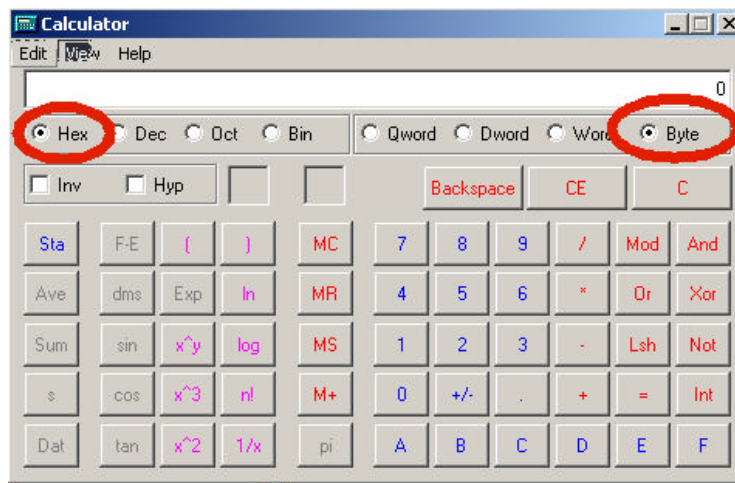 Calculator
Edit View Help
0
Hex Dec Oct Bin Qword Dword Word Byte
Inv Hyp Backspace CE C
Sta F-E ( ) MC 7 8 9 / Mod And
Ave dms Exp ln MR 4 5 6 * Or Xor
Sum sin x^y log MS 1 2 3 - Lsh Not
s cos x^3 n! M+ 0 +/- . + = Int
Dat tan x^2 1/x pi A B C D E F